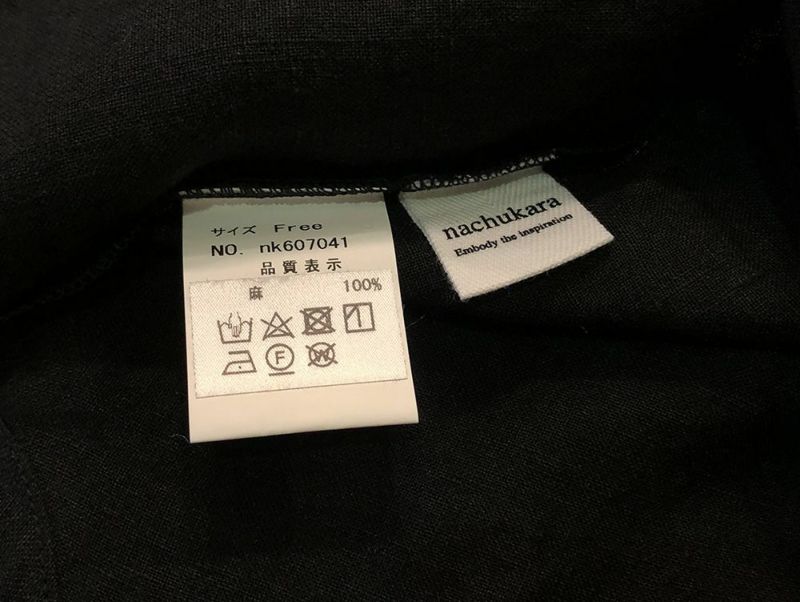 サイズ Free
NO. nk607041
品質表示
麻 100%
F
W
nachukara
Embody the inspiration